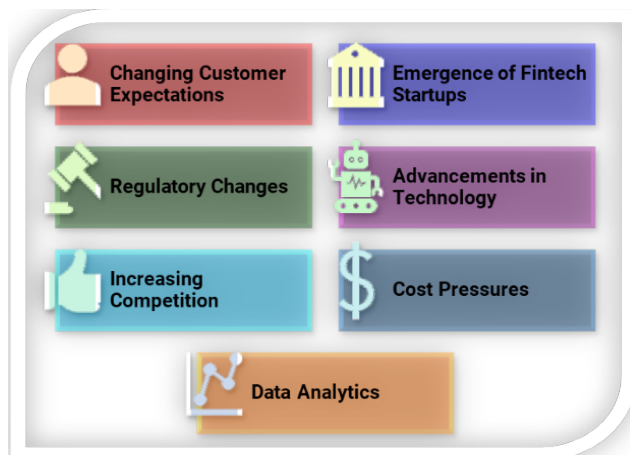 Changing Customer
Expectations
Emergence of Fintech
Startups
Regulatory Changes
Advancements in
Technology
Increasing
Competition
Cost Pressures
Data Analytics